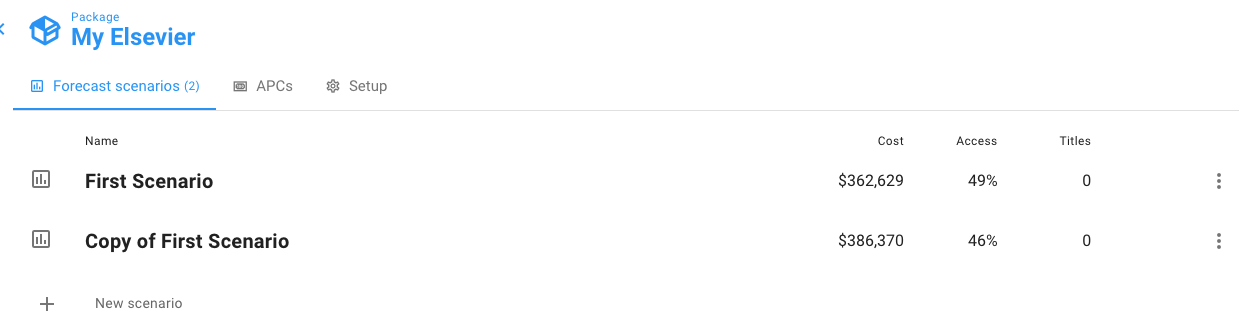 Package
My Elsevier
Forecast scenarios (2) APCs Setup
Name Cost Access Titles
First Scenario $362,629 49% 0
Copy of First Scenario $386,370 46% 0
New scenario